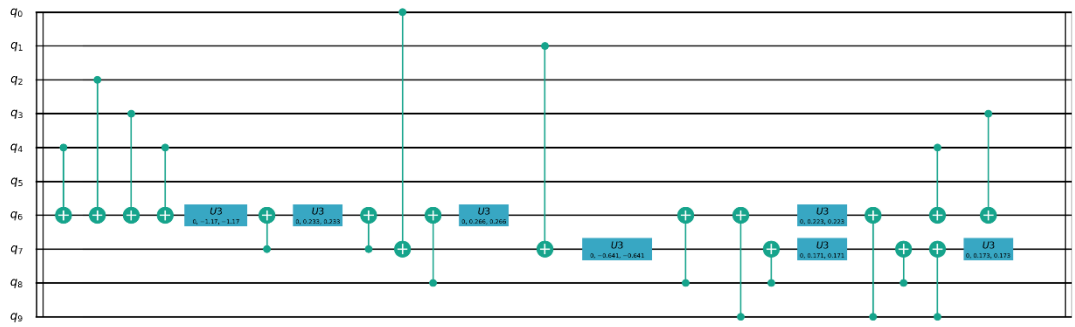 q0
q1
q2
q3
q4
q5
q6
U3
0, −1.17, −1.17
U3
0, 0.233, 0.233
U3
0, 0.266, 0.266
U3
0, 0.223, 0.223
q7
U3
0, −0.641, −0.641
U3
0, 0.171, 0.171
U3
0, 0.173, 0.173
q8
q9